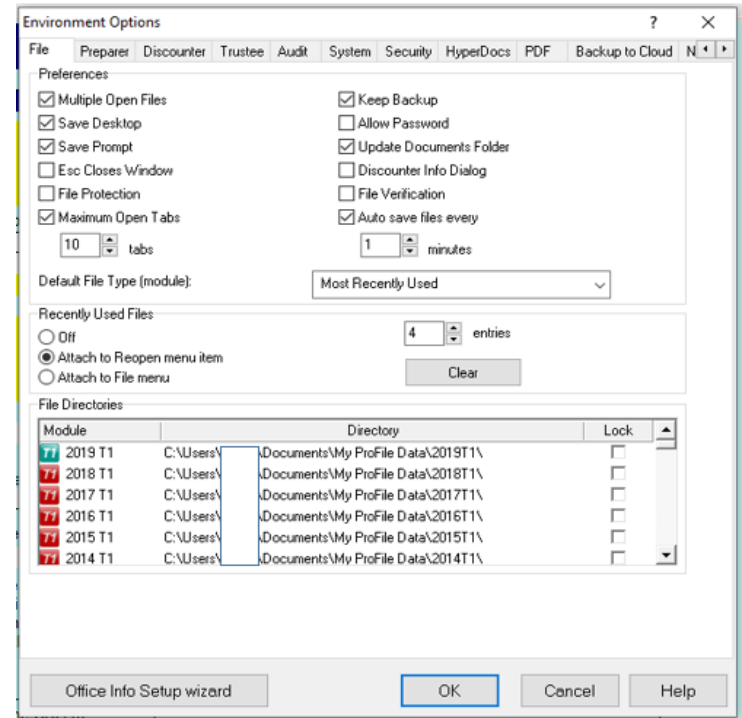 Environment Options ? ×
File Preparer Discounter Trustee Audit System Security HyperDocs PDF Backup to Cloud N
Preferences
Multiple Open Files Keep Backup
Save Desktop Allow Password
Save Prompt Update Documents Folder
Esc Closes Window Discounter Info Dialog
File Protection File Verification
Maximum Open Tabs Auto save files every
10 tabs 1 minutes
Default File Type (module): Most Recently Used
Recently Used Files
Off 4 entries
Attach to Reopen menu item
Attach to File menu Clear
File Directories
Module Directory Lock
T1 2019 T1 C:\Users\ \Documents\My ProFile Data\2019T1\
T1 2018 T1 C:\Users\ \Documents\My ProFile Data\2018T1\
T1 2017 T1 C:\Users\ \Documents\My ProFile Data\2017T1\
T1 2016 T1 C:\Users\ \Documents\My ProFile Data\2016T1\
T1 2015 T1 C:\Users\ \Documents\My ProFile Data\2015T1\
T1 2014 T1 C:\Users\ \Documents\My ProFile Data\2014T1\
Office Info Setup wizard OK Cancel Help